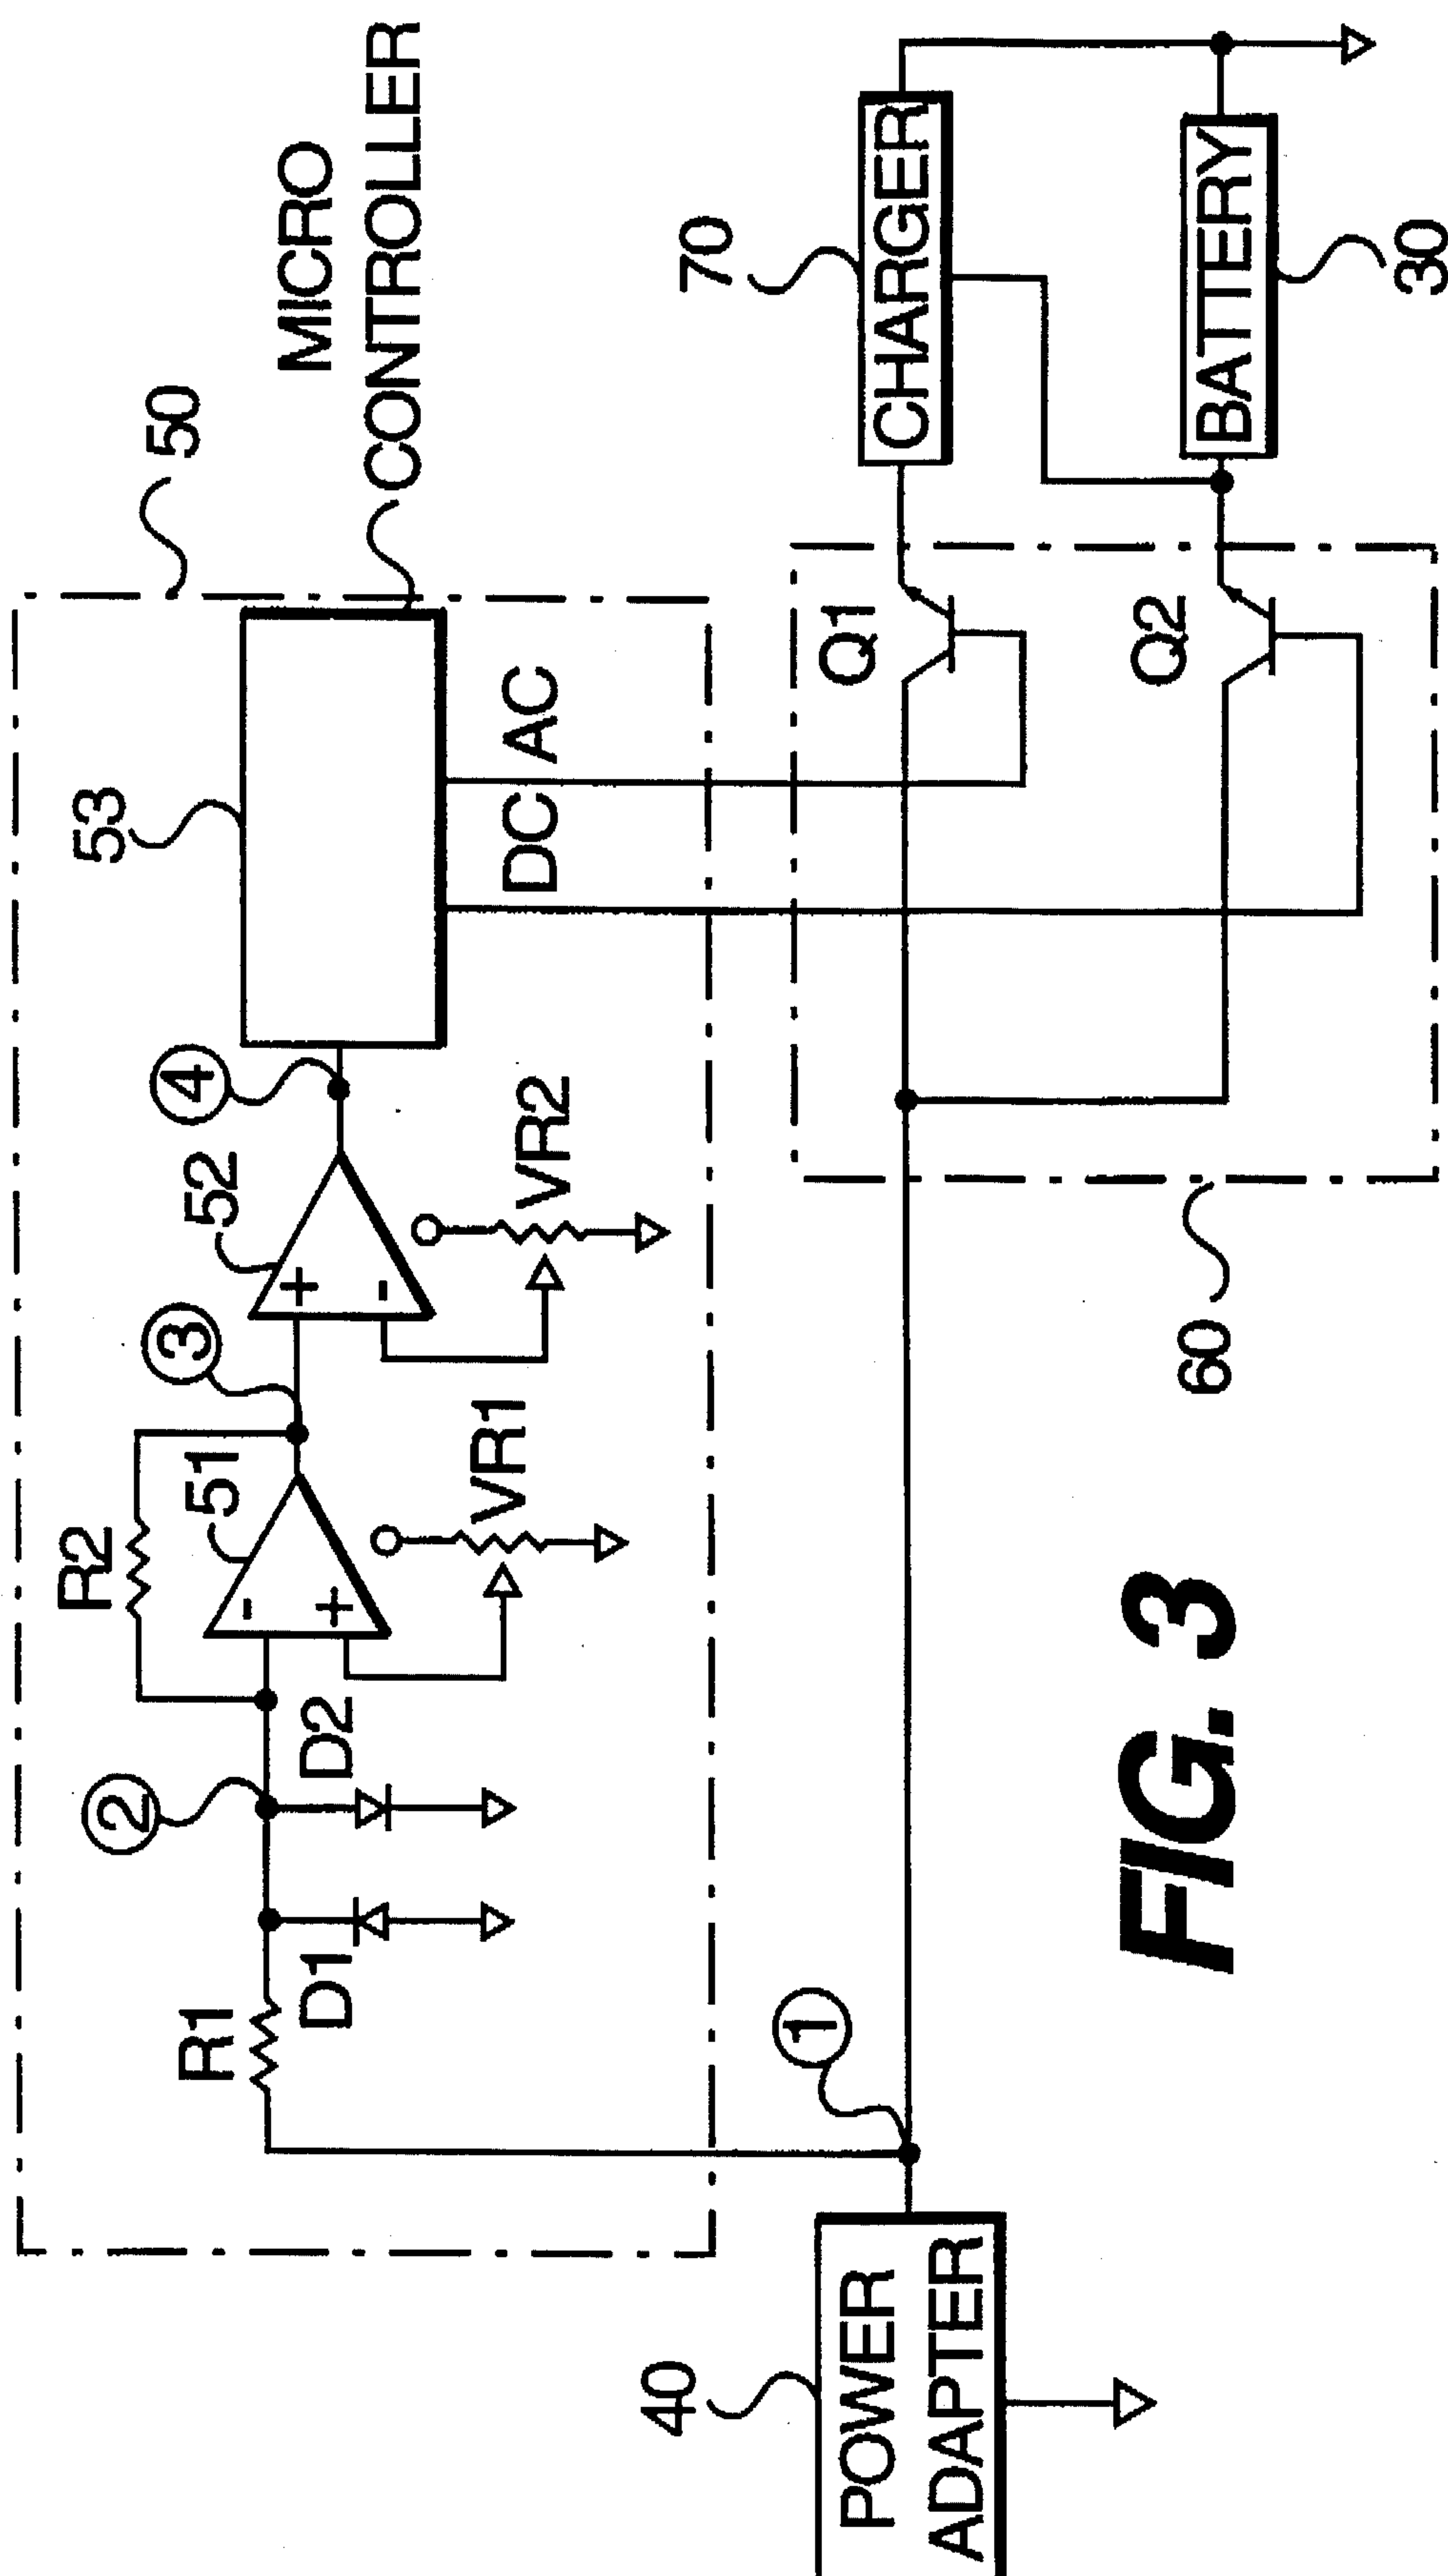 50
53
MICRO
CONTROLLER
R2
51
3
52
4
R1
2
D1
D2
-
+
VR1
+
-
VR2
DC
AC
40
POWER
ADAPTER
1
60
Q1
Q2
70
CHARGER
BATTERY
30
FIG. 3